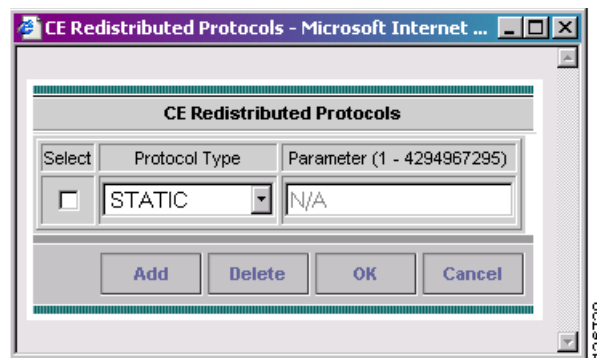 CE Redistributed Protocols - Microsoft Internet ...
CE Redistributed Protocols
Select Protocol Type Parameter (1 - 4294967295)
STATIC N/A
Add Delete OK Cancel